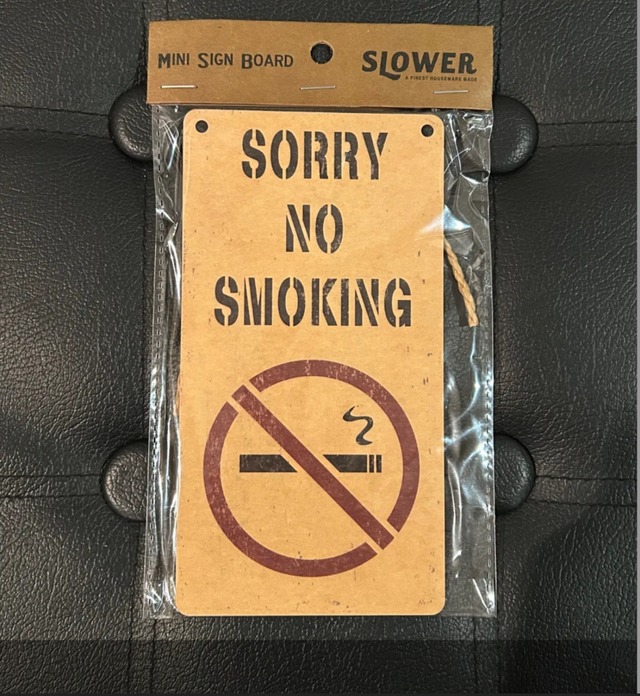 MINI SIGN BOARD
SLOWER
A FINEST HOUSEWARE MADE
SORRY
NO
SMOKING